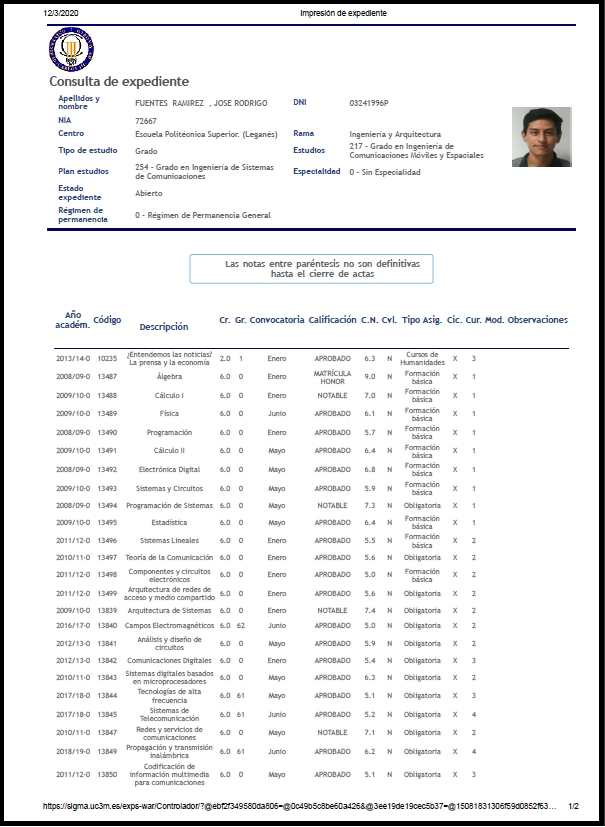 12/3/2020 Impresión de expediente
Consulta de expediente
Apellidos y nombre FUENTES RAMIREZ , JOSE RODRIGO DNI 03241996P
NIA 72667
Centro Escuela Politécnica Superior. (Leganés) Rama Ingeniería y Arquitectura
Tipo de estudio Grado Estudios 217 - Grado en Ingeniería de Comunicaciones Móviles y Espaciales
Plan estudios 254 - Grado en Ingeniería de Sistemas de Comunicaciones Especialidad 0 - Sin Especialidad
Estado expediente Abierto
Régimen de permanencia 0 - Régimen de Permanencia General
Las notas entre paréntesis no son definitivas
hasta el cierre de actas
Año académ. Código Descripción Cr. Gr. Convocatoria Calificación C.N. Cvl. Tipo Asig. Cic. Cur. Mod. Observaciones
2013/14-0 10235 ¿Entendemos las noticias? La prensa y la economía 2.0 1 Enero APROBADO 6.3 N Cursos de Humanidades X 3
2008/09-0 13487 Álgebra 6.0 0 Enero MATRÍCULA HONOR 9.0 N Formación básica X 1
2009/10-0 13488 Cálculo I 6.0 0 Enero NOTABLE 7.0 N Formación básica X 1
2009/10-0 13489 Física 6.0 0 Junio APROBADO 6.1 N Formación básica X 1
2008/09-0 13490 Programación 6.0 0 Enero APROBADO 5.7 N Formación básica X 1
2009/10-0 13491 Cálculo II 6.0 0 Mayo APROBADO 6.4 N Formación básica X 1
2008/09-0 13492 Electrónica Digital 6.0 0 Mayo APROBADO 6.8 N Formación básica X 1
2009/10-0 13493 Sistemas y Circuitos 6.0 0 Mayo APROBADO 5.9 N Formación básica X 1
2008/09-0 13494 Programación de Sistemas 6.0 0 Mayo NOTABLE 7.3 N Obligatoria X 1
2009/10-0 13495 Estadística 6.0 0 Mayo APROBADO 6.4 N Formación básica X 1
2011/12-0 13496 Sistemas Lineales 6.0 0 Enero APROBADO 5.5 N Formación básica X 2
2010/11-0 13497 Teoría de la Comunicación 6.0 0 Enero APROBADO 5.6 N Obligatoria X 2
2011/12-0 13498 Componentes y circuitos electrónicos 6.0 0 Enero APROBADO 5.0 N Formación básica X 2
2011/12-0 13499 Arquitectura de redes de acceso y medio compartido 6.0 0 Enero APROBADO 5.6 N Obligatoria X 2
2009/10-0 13839 Arquitectura de Sistemas 6.0 0 Enero NOTABLE 7.4 N Obligatoria X 2
2016/17-0 13840 Campos Electromagnéticos 6.0 62 Junio APROBADO 5.0 N Obligatoria X 2
2012/13-0 13841 Análisis y diseño de circuitos 6.0 0 Mayo APROBADO 5.9 N Obligatoria X 2
2012/13-0 13842 Comunicaciones Digitales 6.0 0 Enero APROBADO 5.4 N Obligatoria X 3
2010/11-0 13843 Sistemas digitales basados en microprocesadores 6.0 0 Mayo APROBADO 6.3 N Obligatoria X 2
2017/18-0 13844 Tecnologías de alta frecuencia 6.0 61 Mayo APROBADO 5.1 N Obligatoria X 3
2017/18-0 13845 Sistemas de Telecomunicación 6.0 61 Junio APROBADO 5.2 N Obligatoria X 4
2010/11-0 13847 Redes y servicios de comunicaciones 6.0 0 Mayo NOTABLE 7.1 N Obligatoria X 2
2018/19-0 13849 Propagación y transmisión inalámbrica 6.0 61 Junio APROBADO 6.2 N Obligatoria X 4
2011/12-0 13850 Codificación de información multimedia para comunicaciones 6.0 0 Mayo APROBADO 5.1 N Obligatoria X 3
1/2